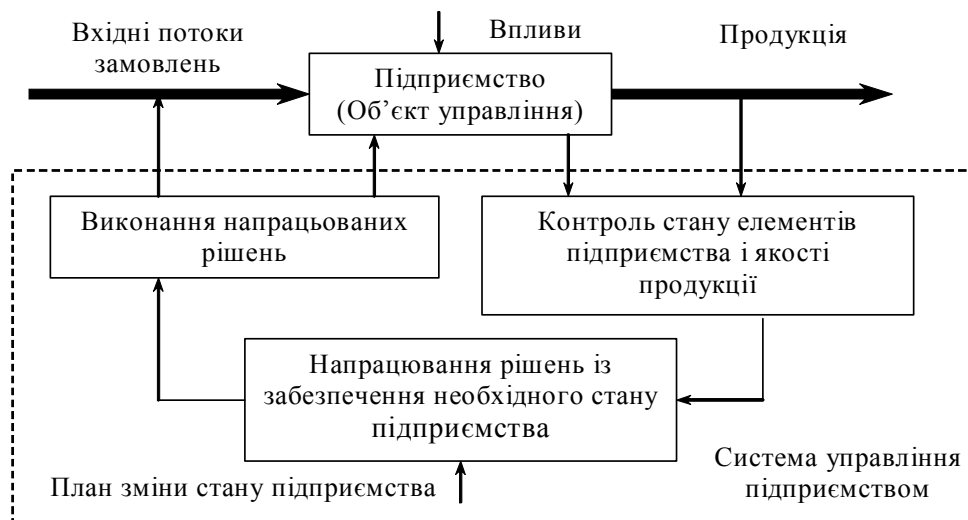 Вхідні потоки
замовлень
Впливи
Продукція
Підприємство
(Об’єкт управління)
Виконання напрацьованих
рішень
Контроль стану елементів
підприємства і якості
продукції
Напрацювання рішень із
забезпечення необхідного стану
підприємства
План зміни стану підприємства
Система управління
підприємством